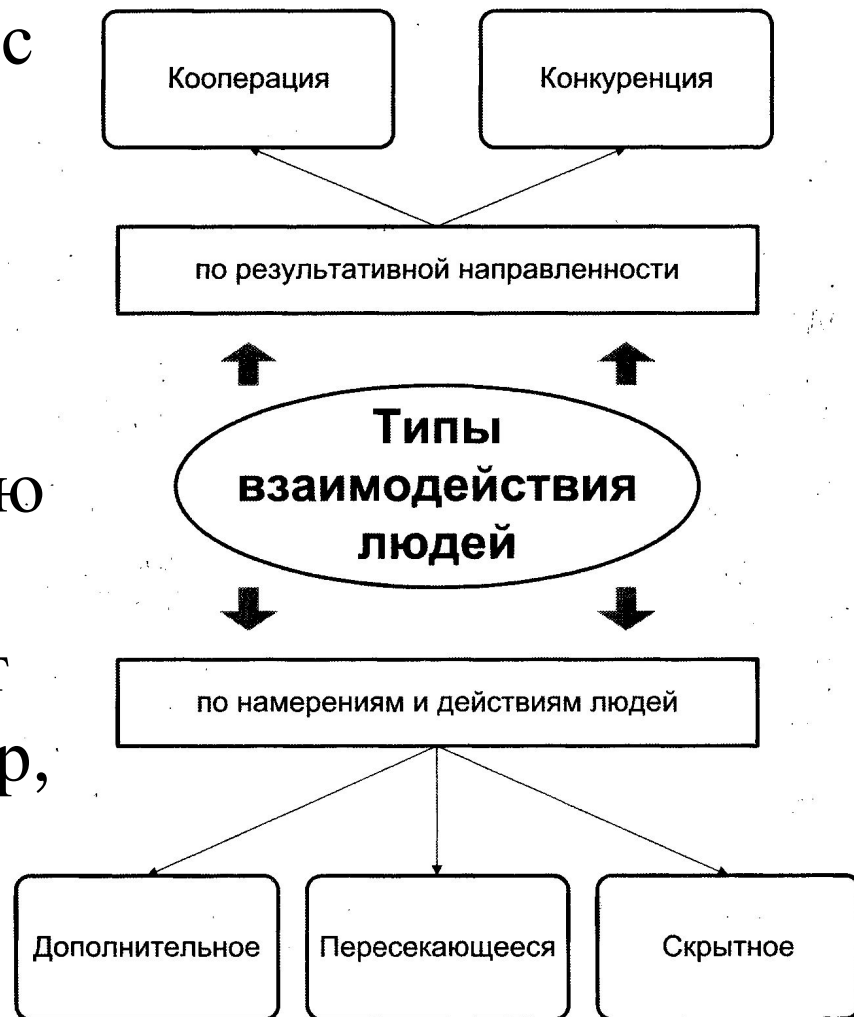 с
Кооперация
Конкуренция
по результативной направленности
Типы
взаимодействия
людей
ю
по намерениям и действиям людей
т
р,
Дополнительное
Пересекающееся
Скрытное